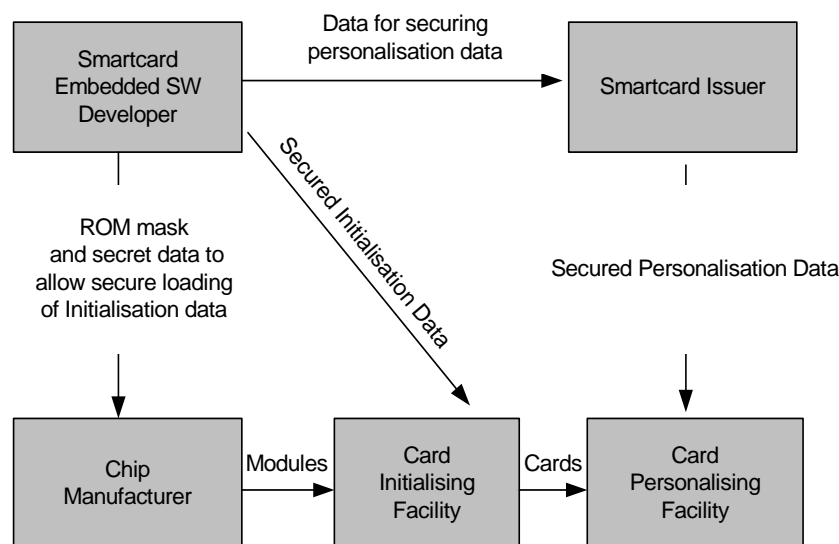 Data for securing
personalisation data
Smartcard
Embedded SW
Developer
Smartcard Issuer
Secured Initialisation Data
ROM mask
and secret data to
allow secure loading
of Initialisation data
Secured Personalisation Data
Chip
Manufacturer
Modules
Card
Initialising
Facility
Cards
Card
Personalising
Facility